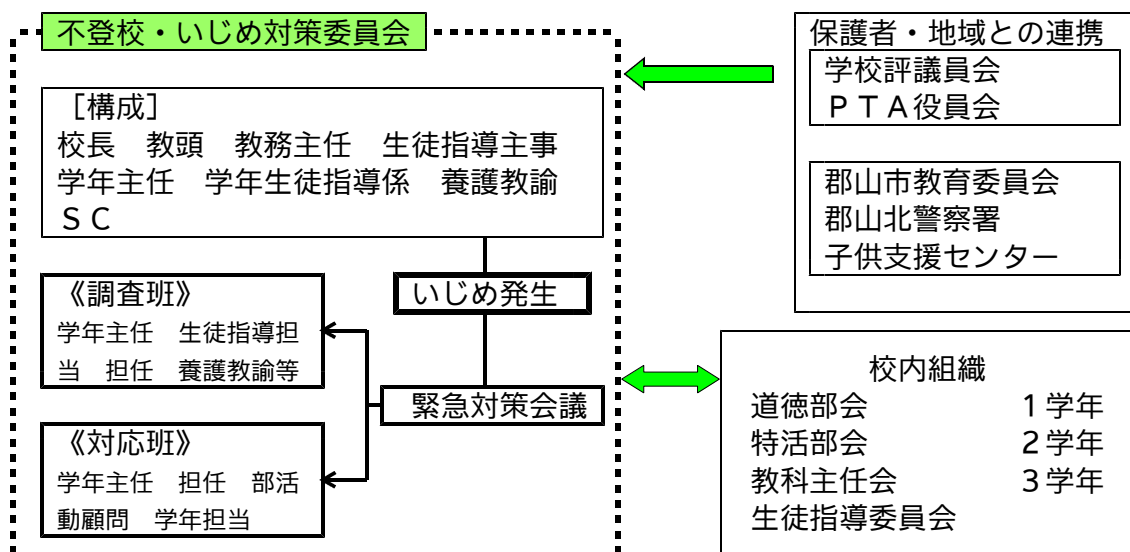 不登校・いじめ対策委員会
［構成］
校長　教頭　教務主任　生徒指導主事
学年主任　学年生徒指導係　養護教諭
ＳＣ
いじめ発生
緊急対策会議
《調査班》
学年主任　生徒指導担
当　担任　養護教諭等
《対応班》
学年主任　担任　部活
動顧問　学年担当
保護者・地域との連携
学校評議員会
ＰＴＡ役員会
郡山市教育委員会
郡山北警察署
子供支援センター
校内組織
道徳部会　１学年
特活部会　２学年
教科主任会　３学年
生徒指導委員会